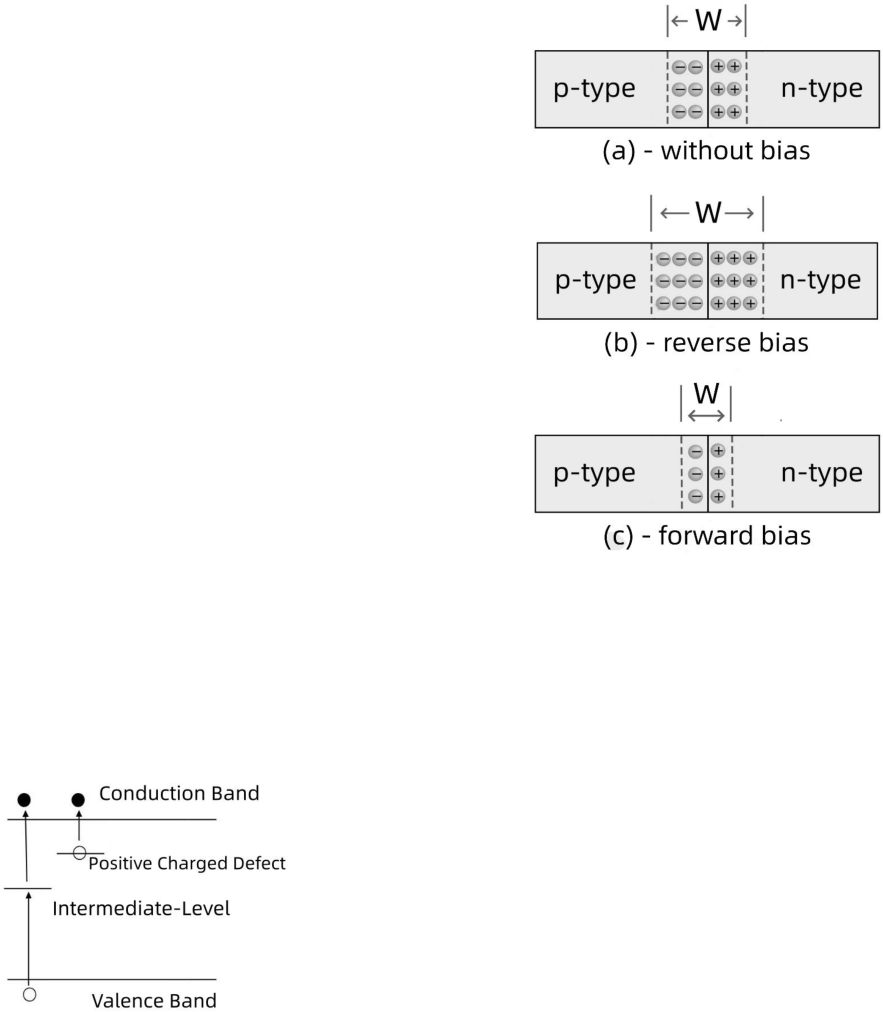 W
p-type n-type
(a) - without bias
W
p-type n-type
(b) - reverse bias
W
p-type n-type
(c) - forward bias
Conduction Band
Positive Charged Defect
Intermediate-Level
Valence Band